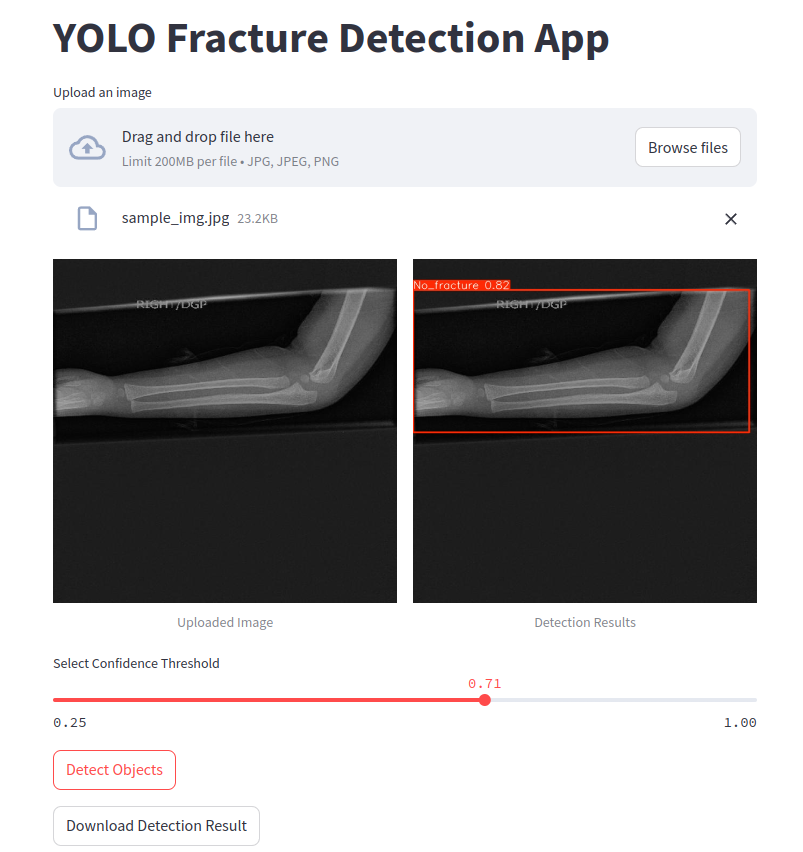 YOLO Fracture Detection App
Upload an image
Drag and drop file here
Limit 200MB per file • JPG, JPEG, PNG
Browse files
sample_img.jpg 23.2KB
RIGHT/DGP
No_fracture 0.82
RIGHT/DGP
Uploaded Image
Detection Results
Select Confidence Threshold
0.71
0.25
1.00
Detect Objects
Download Detection Result